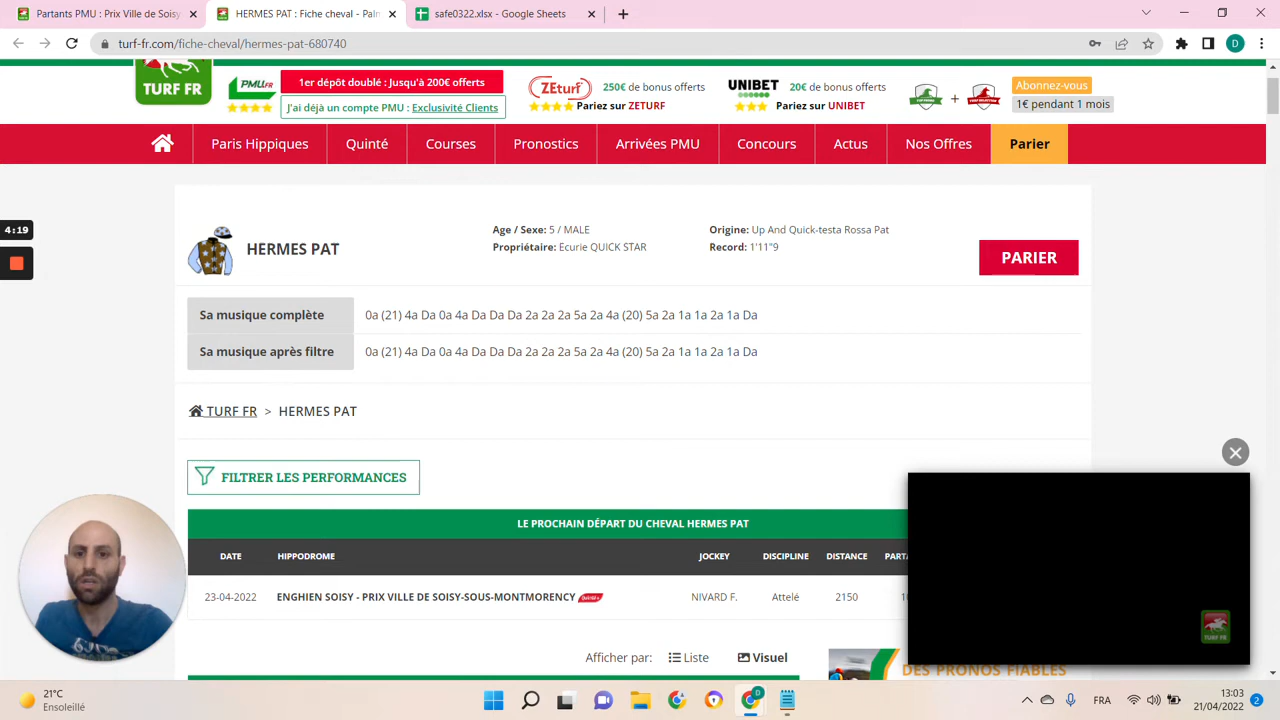 Partants PMU : Prix Ville de Soisy
HERMES PAT : Fiche cheval - Paln
safe0322.xlsx - Google Sheets
turf-fr.com/fiche-cheval/hermes-pat-680740
D
TURF FR
PMU.FR
1er dépôt doublé : Jusqu'à 200€ offerts
J'ai déjà un compte PMU : Exclusivité Clients
ZEturf
250€ de bonus offerts
Pariez sur ZETURF
UNIBET
20€ de bonus offerts
Pariez sur UNIBET
+
Abonnez-vous
1€ pendant 1 mois
Paris Hippiques
Quinté
Courses
Pronostics
Arrivées PMU
Concours
Actus
Nos Offres
Parier
4:19
HERMES PAT
Age / Sexe: 5 / MALE
Propriétaire: Ecurie QUICK STAR
Origine: Up And Quick-testa Rossa Pat
Record: 1'11"9
PARIER
Sa musique complète
0a (21) 4a Da 0a 4a Da Da Da 2a 2a 2a 5a 2a 4a (20) 5a 2a 1a 1a 2a 1a Da
Sa musique après filtre
0a (21) 4a Da 0a 4a Da Da Da 2a 2a 2a 5a 2a 4a (20) 5a 2a 1a 1a 2a 1a Da
TURF FR > HERMES PAT
FILTRER LES PERFORMANCES
LE PROCHAIN DÉPART DU CHEVAL HERMES PAT
DATE HIPPODROME JOCKEY DISCIPLINE DISTANCE PARTA
23-04-2022 ENGHIEN SOISY - PRIX VILLE DE SOISY-SOUS-MONTMORENCY NIVARD F. Attelé 2150
Afficher par: Liste Visuel
DES PRONOS FIABLES
TURF FR
21°C
Ensoleillé
D
FRA
13:03
21/04/2022
2